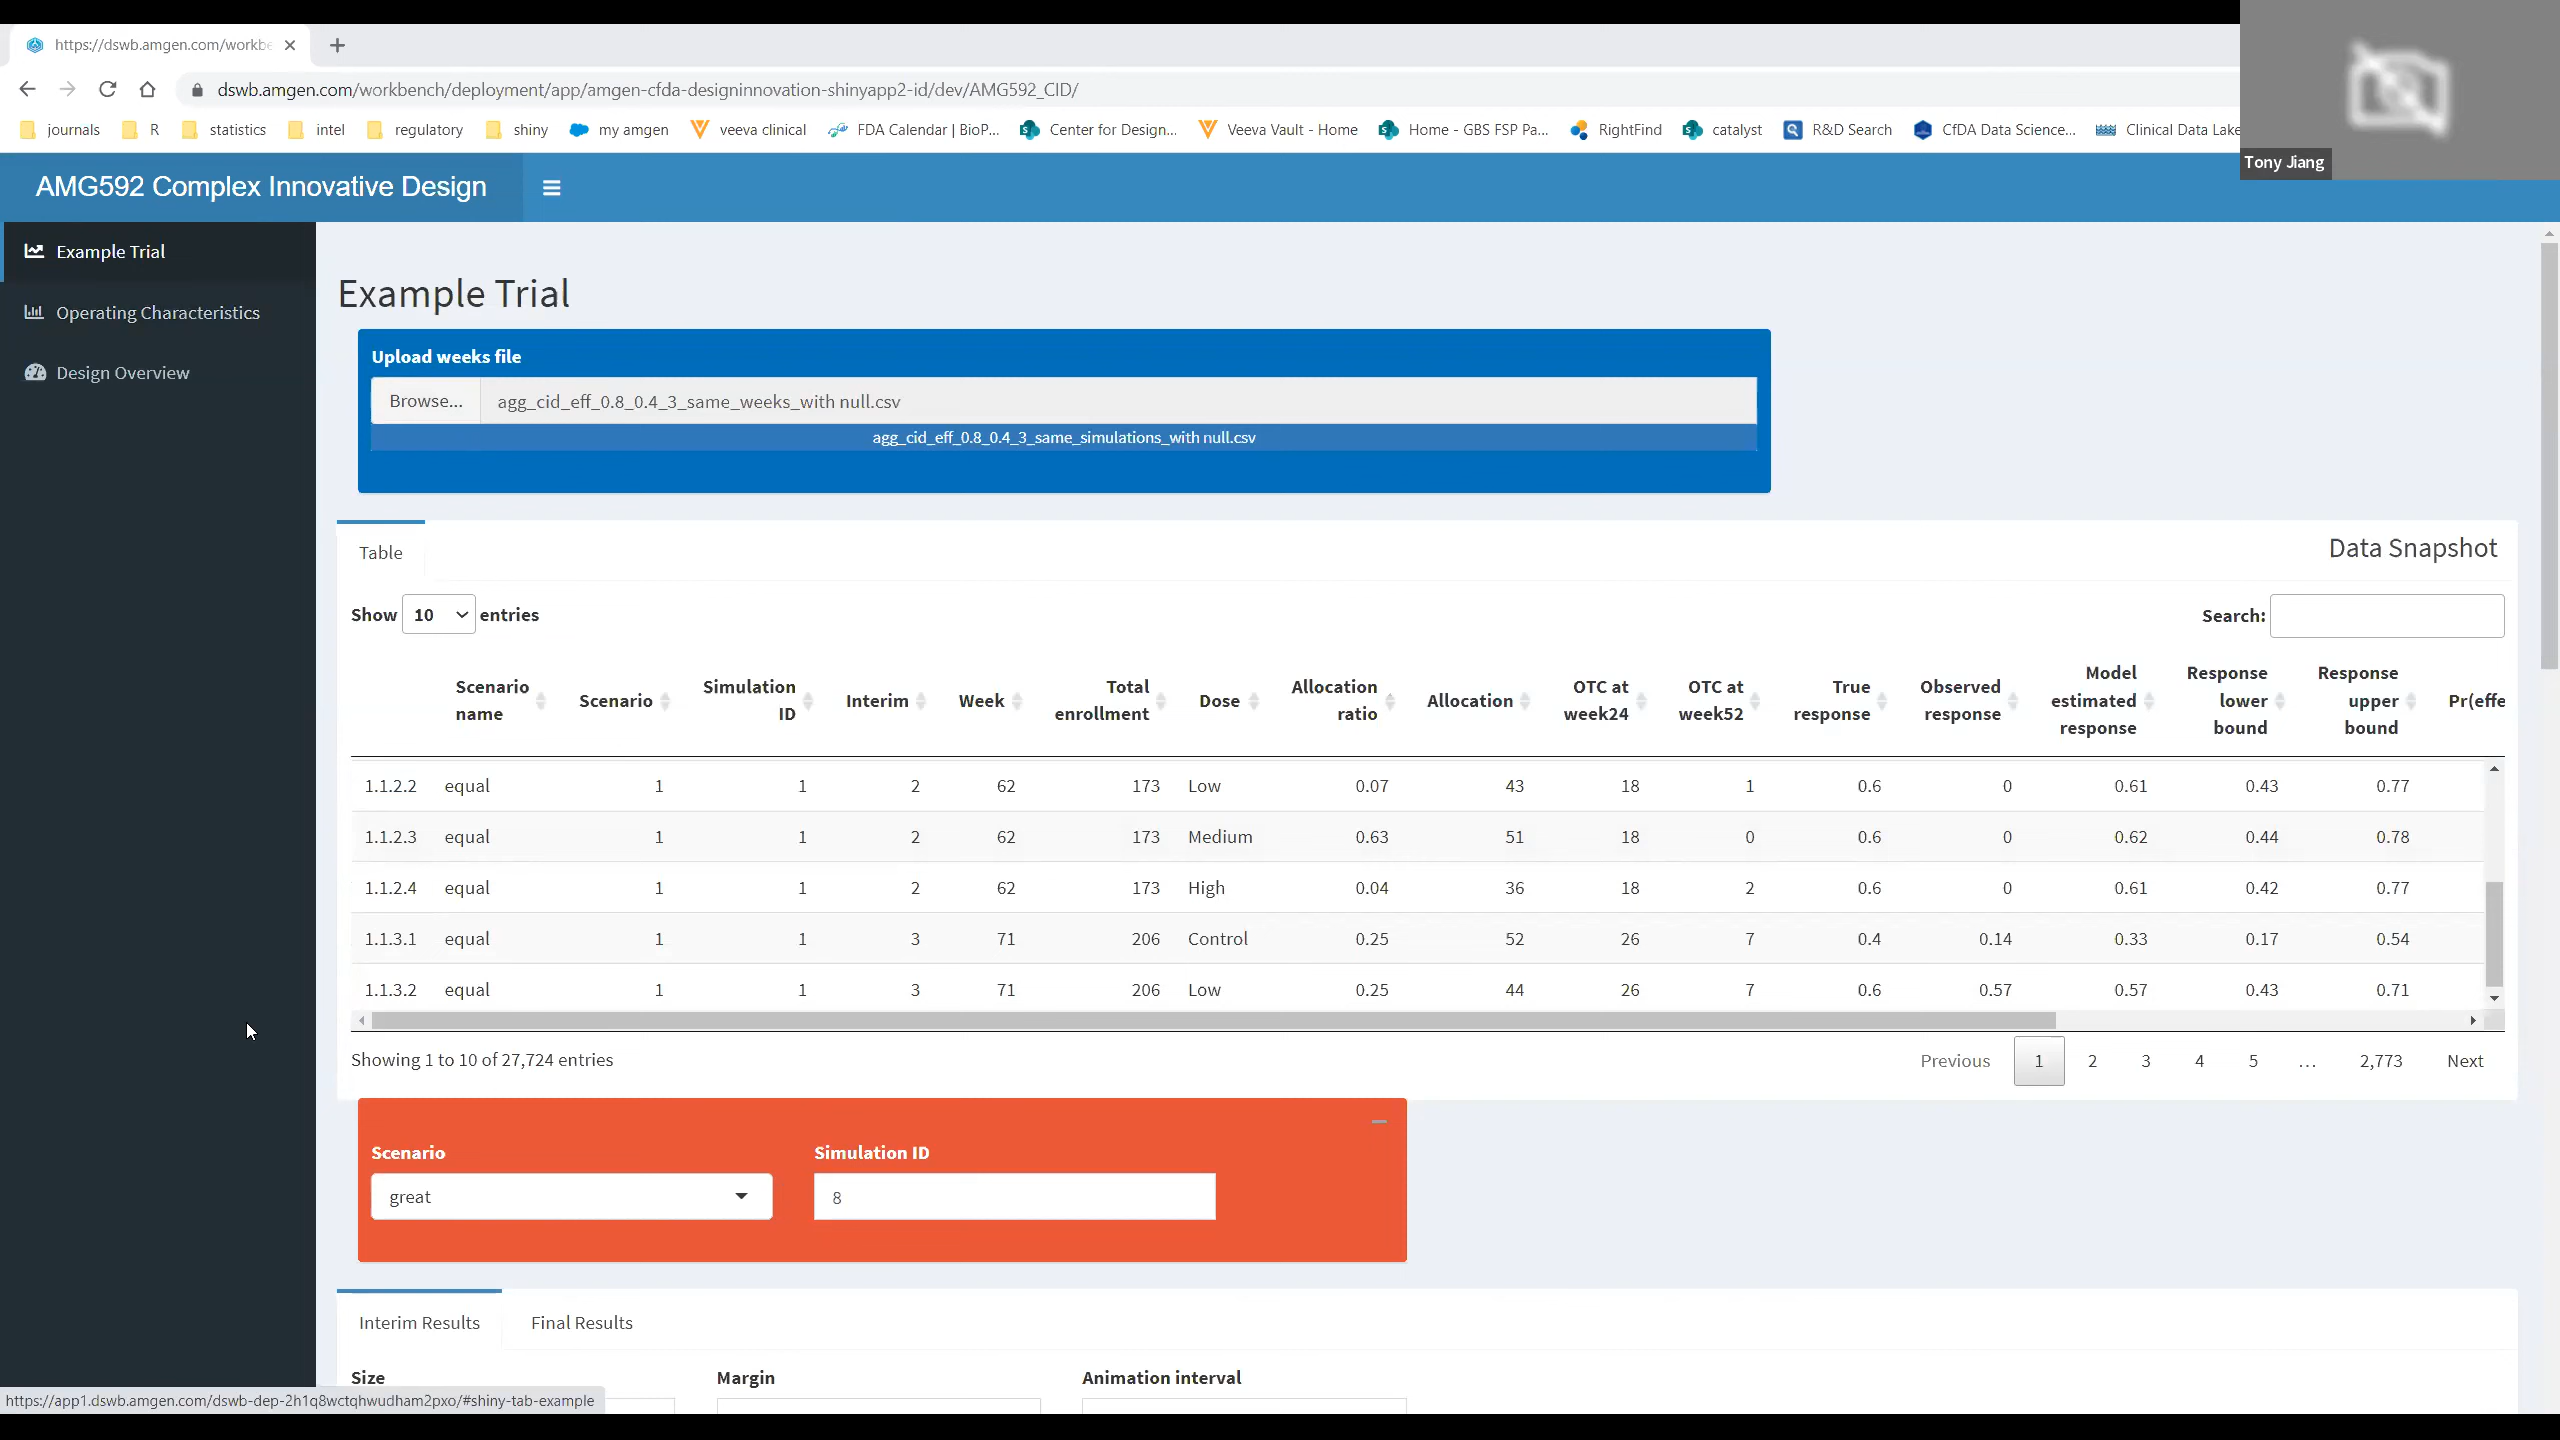 https://dswb.amgen.com/workbe
dswb.amgen.com/workbench/deployment/app/amgen-cfda-designinnovation-shinyapp2-id/dev/AMG592_CID/
journals R statistics intel regulatory shiny my amgen veeva clinical FDA Calendar | BioP... Center for Design... Veeva Vault - Home Home - GBS FSP Pa... RightFind catalyst R&D Search CfDA Data Science... Clinical Data Lake
Tony Jiang
AMG592 Complex Innovative Design
Example Trial
Operating Characteristics
Design Overview
Example Trial
Upload weeks file
Browse... agg_cid_eff_0.8_0.4_3_same_weeks_with null.csv
agg_cid_eff_0.8_0.4_3_same_simulations_with null.csv
Table Data Snapshot
Show 10 entries Search:
Scenario name Scenario Simulation ID Interim Week Total enrollment Dose Allocation ratio Allocation OTC at week24 OTC at week52 True response Observed response Model estimated response Response lower bound Response upper bound Pr(effe
1.1.2.2 equal 1 1 2 62 173 Low 0.07 43 18 1 0.6 0 0.61 0.43 0.77
1.1.2.3 equal 1 1 2 62 173 Medium 0.63 51 18 0 0.6 0 0.62 0.44 0.78
1.1.2.4 equal 1 1 2 62 173 High 0.04 36 18 2 0.6 0 0.61 0.42 0.77
1.1.3.1 equal 1 1 3 71 206 Control 0.25 52 26 7 0.4 0.14 0.33 0.17 0.54
1.1.3.2 equal 1 1 3 71 206 Low 0.25 44 26 7 0.6 0.57 0.57 0.43 0.71
Showing 1 to 10 of 27,724 entries Previous 1 2 3 4 5 ... 2,773 Next
Scenario Simulation ID
great 8
Interim Results Final Results
Size Margin Animation interval
https://app1.dswb.amgen.com/dswb-dep-2h1q8wctqhwudham2pxo/#shiny-tab-example